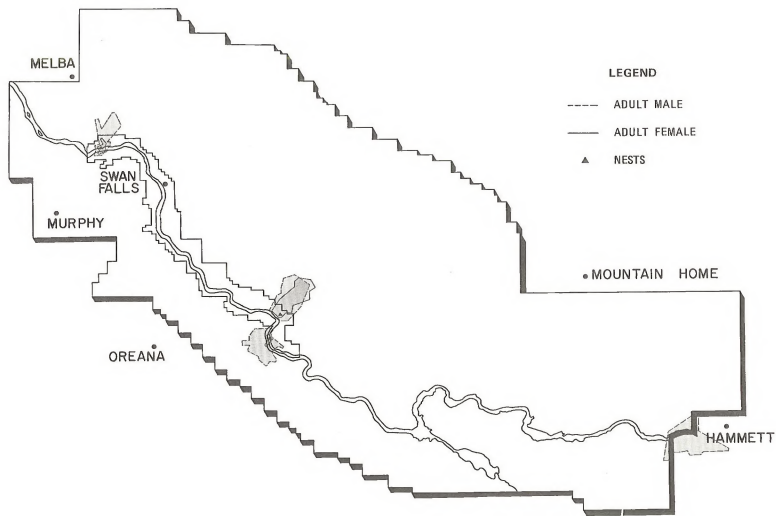 MELBA
LEGEND
ADULT MALE
ADULT FEMALE
NESTS
SWAN
FALLS
MURPHY
MOUNTAIN HOME
OREANA
HAMMETT